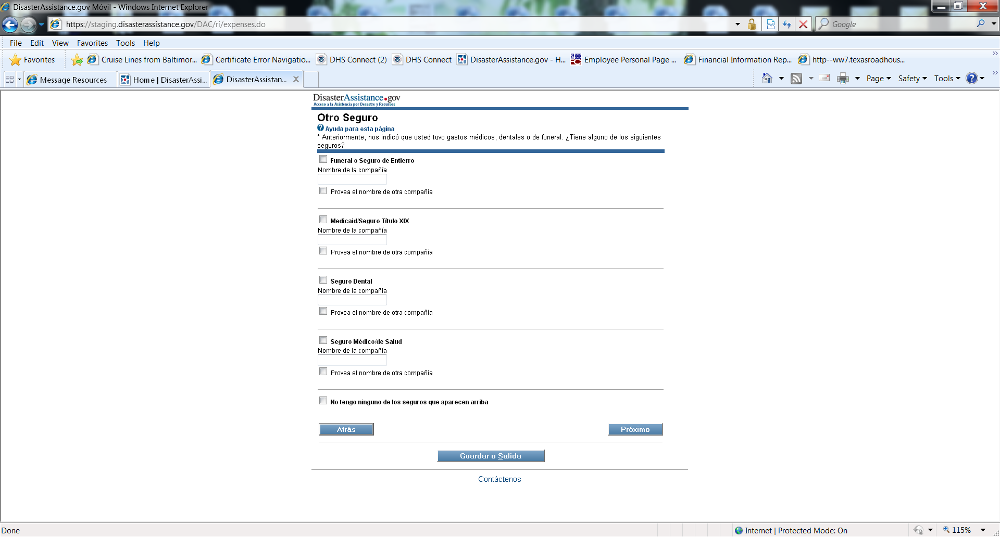 DisasterAssistance.gov Móvil - Windows Internet Explorer
https://staging.disasterassistance.gov/DAC/ri/expenses.do
Google
File Edit View Favorites Tools Help
Favorites Cruise Lines from Baltimor... Certificate Error Navigatio... DHS Connect (2) DHS Connect DisasterAssistance.gov - H... Employee Personal Page ... Financial Information Rep... http--ww7.texasroadhous...
Message Resources Home | DisasterAssi... DisasterAssistan... Page Safety Tools
DisasterAssistance.gov
Acceso a la Asistencia por Desastre y Recursos
Otro Seguro
Ayuda para esta página
* Anteriormente, nos indicó que usted tuvo gastos médicos, dentales o de funeral. ¿Tiene alguno de los siguientes
seguros?
Funeral o Seguro de Entierro
Nombre de la compañía
Provea el nombre de otra compañía
Medicaid/Seguro Título XIX
Nombre de la compañía
Provea el nombre de otra compañía
Seguro Dental
Nombre de la compañía
Provea el nombre de otra compañía
Seguro Médico/de Salud
Nombre de la compañía
Provea el nombre de otra compañía
No tengo ninguno de los seguros que aparecen arriba
Atrás Próximo
Guardar o Salida
Contáctenos
Done Internet | Protected Mode: On 115%